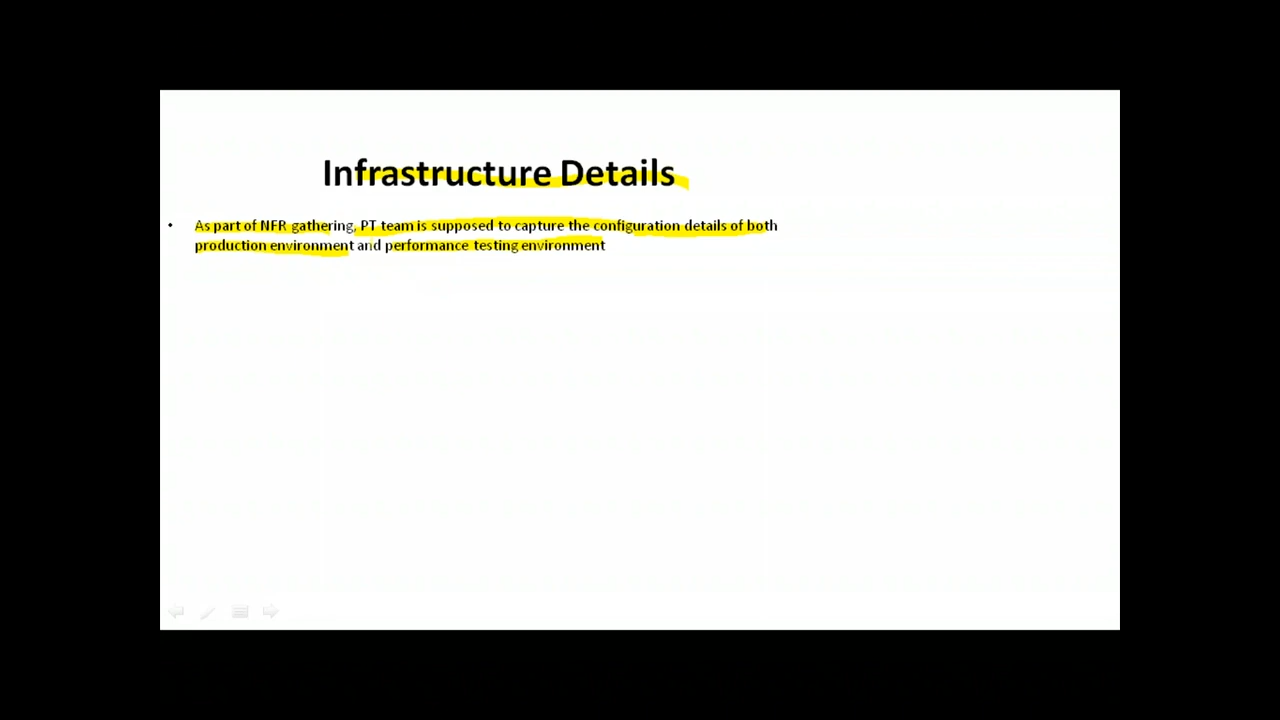 Infrastructure Details
• As part of NFR gathering, PT team is supposed to capture the configuration details of both
production environment and performance testing environment